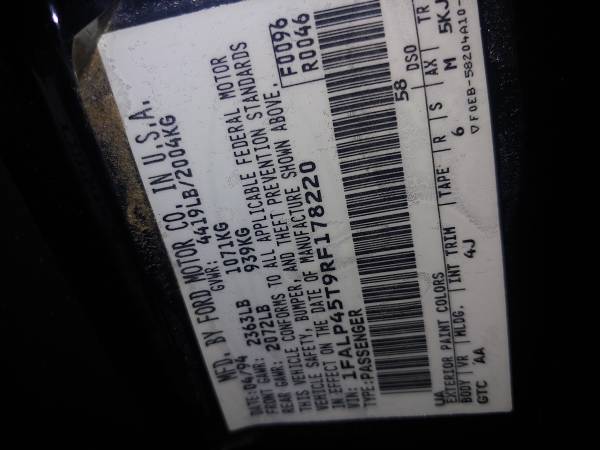 MFD. BY FORD MOTOR CO. IN U.S.A.
DATE: 04/94 GVWR: 4419LB/2004KG
FRONT GAWR: 2363LB 1071KG
REAR GAWR: 2072LB 939KG
THIS VEHICLE CONFORMS TO ALL APPLICABLE FEDERAL MOTOR
VEHICLE SAFETY, BUMPER, AND THEFT PREVENTION STANDARDS
IN EFFECT ON THE DATE OF MANUFACTURE SHOWN ABOVE.
VIN: 1FALP45T9RF178220
TYPE: PASSENGER
F0096
R0046
58
UA DSO
EXTERIOR PAINT COLORS
BODY VR MLDG. INT TRIM TAPE R S AX TR
GTC AA 4J 6 M 5KJ
▽F0EB-58204A10-